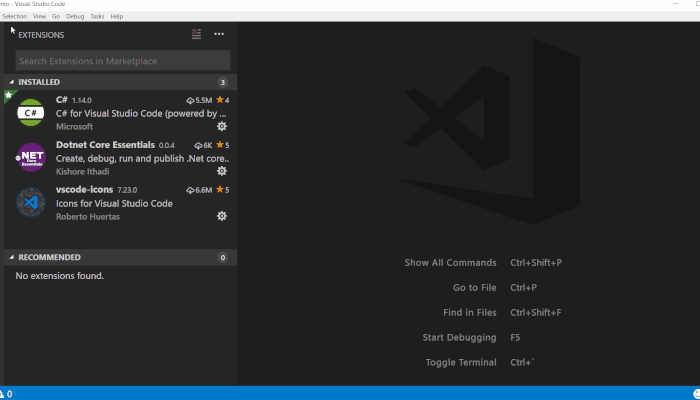 mo - Visual Studio Code
Selection View Go Debug Tasks Help
EXTENSIONS
Search Extensions in Marketplace
INSTALLED 3
C# 1.14.0 5.5M 4
C# for Visual Studio Code (powered by ...
Microsoft
Dotnet Core Essentials 0.0.4 6K 5
Create, debug, run and publish .Net core..
Kishore Ithadi
vscode-icons 7.23.0 6.6M 5
Icons for Visual Studio Code
Roberto Huertas
RECOMMENDED 0
No extensions found.
Show All Commands Ctrl+Shift+P
Go to File Ctrl+P
Find in Files Ctrl+Shift+F
Start Debugging F5
Toggle Terminal Ctrl+`
0
C#
.NET
Core
Essentials